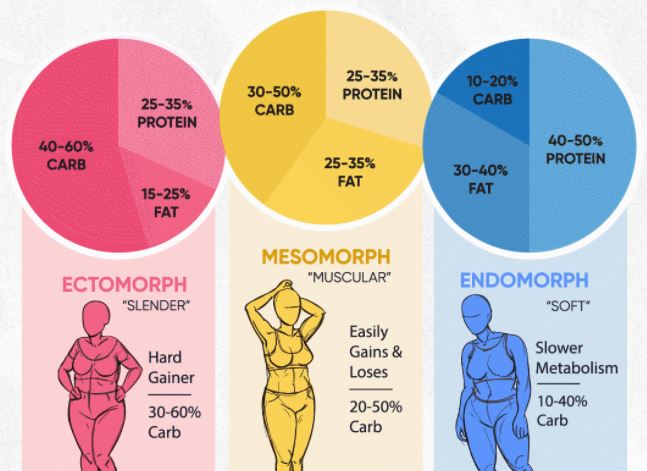 40-60%
CARB
25-35%
PROTEIN
15-25%
FAT
ECTOMORPH
"SLENDER"
Hard
Gainer
30-60%
Carb
30-50%
CARB
25-35%
PROTEIN
25-35%
FAT
MESOMORPH
"MUSCULAR"
Easily
Gains &
Loses
20-50%
Carb
10-20%
CARB
40-50%
PROTEIN
30-40%
FAT
ENDOMORPH
"SOFT"
Slower
Metabolism
10-40%
Carb